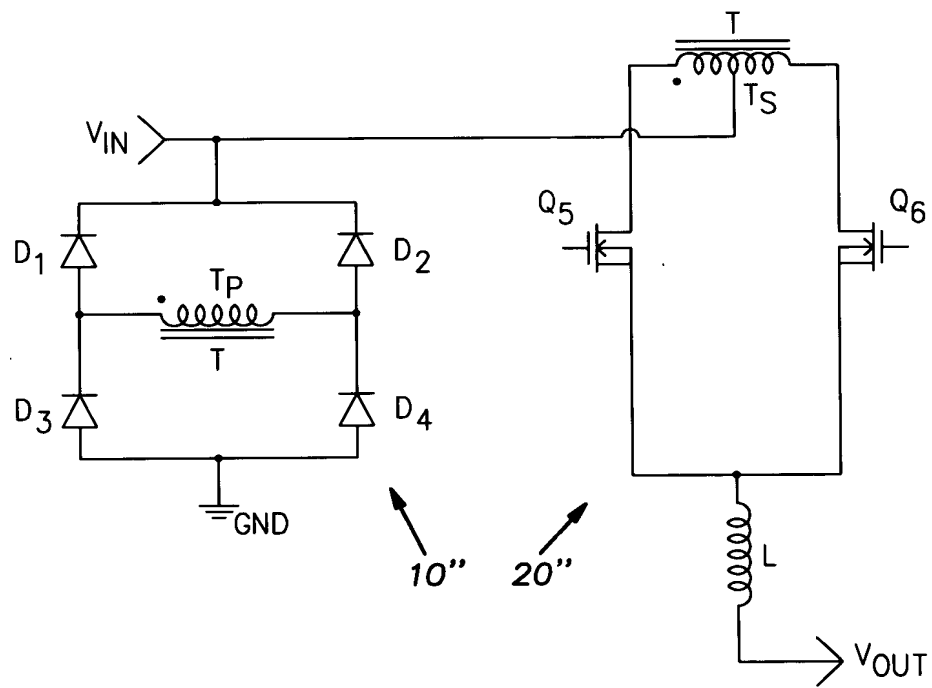 T
T_S
V_IN
Q_5
Q_6
D_1
D_2
T_P
T
D_3
D_4
GND
10"
20"
L
V_OUT